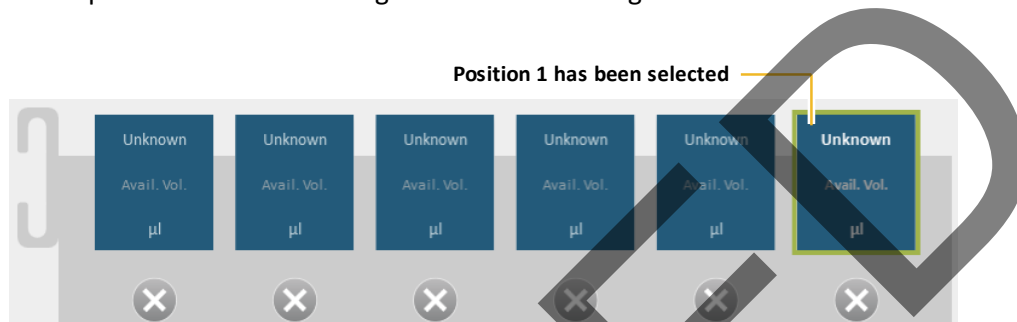 Position 1 has been selected
Unknown Unknown Unknown Unknown Unknown Unknown
Avail. Vol. Avail. Vol. Avail. Vol. Avail. Vol. Avail. Vol. Avail. Vol.
µl µl µl µl µl µl